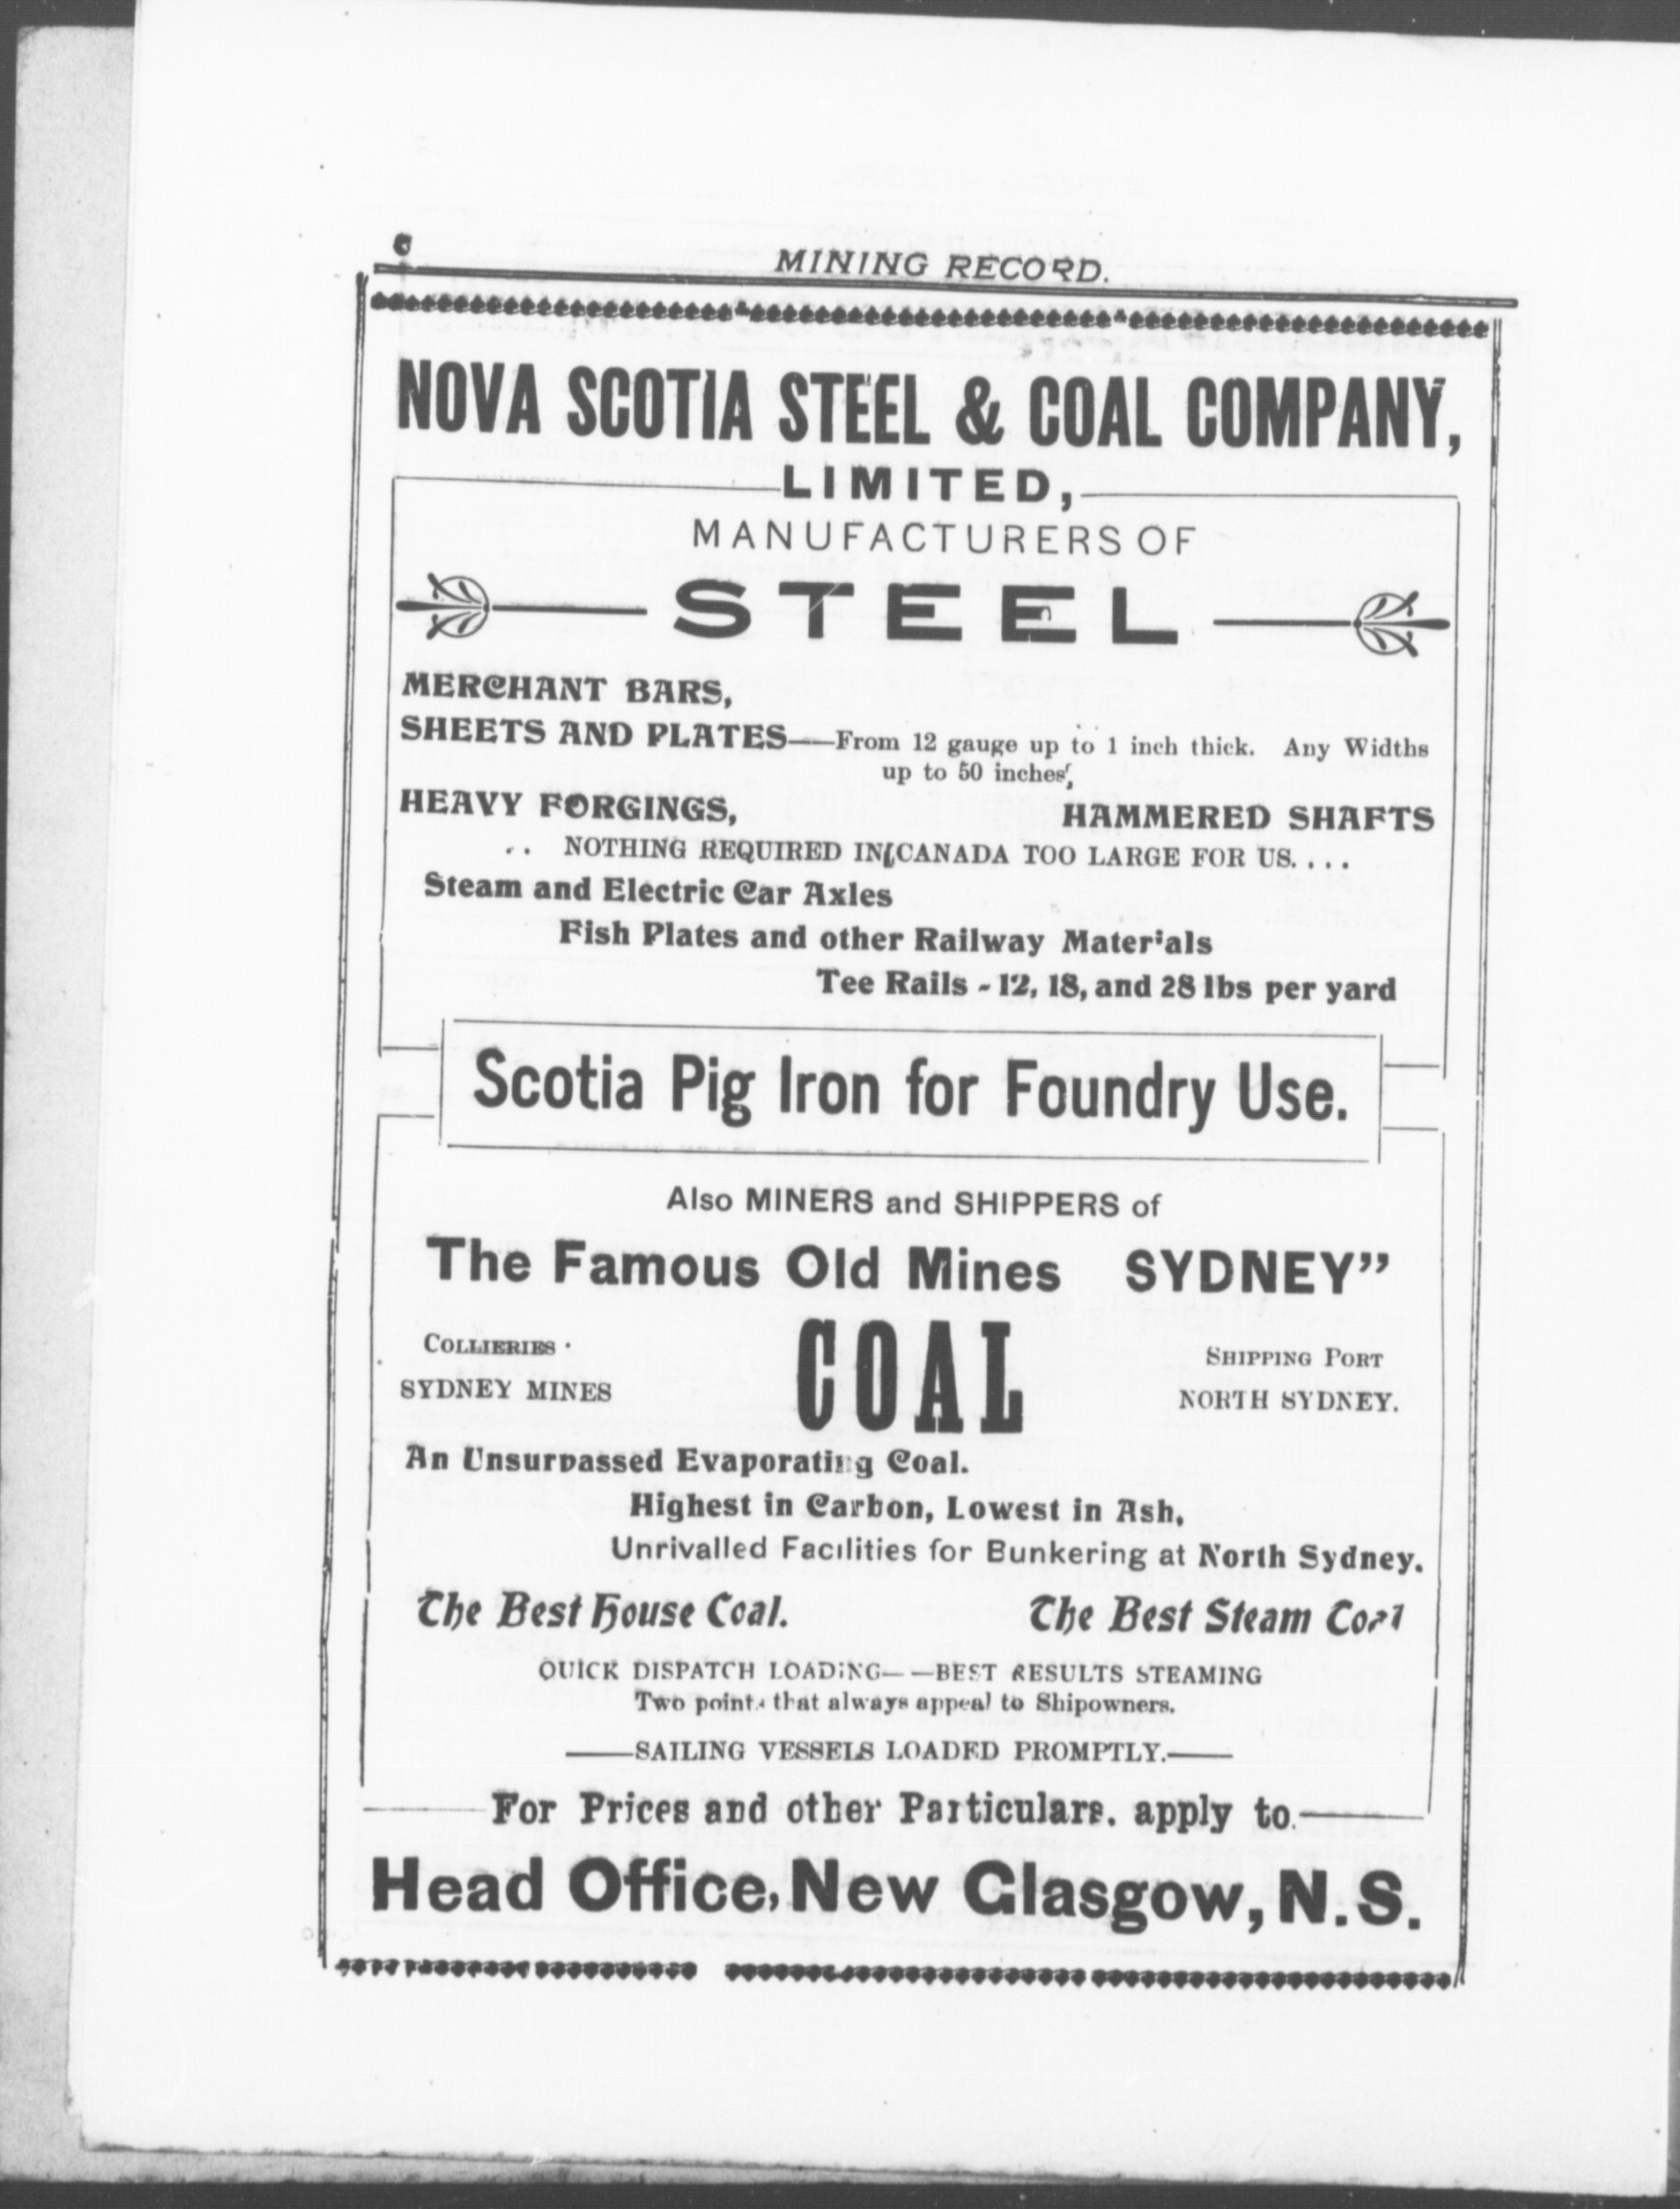 6
MINING RECORD.
NOVA SCOTIA STEEL & COAL COMPANY,
LIMITED,
MANUFACTURERS OF
STEEL
MERCHANT BARS,
SHEETS AND PLATES—From 12 gauge up to 1 inch thick. Any Widths
up to 50 inches,
HEAVY FORGINGS, HAMMERED SHAFTS
.. NOTHING REQUIRED IN CANADA TOO LARGE FOR US....
Steam and Electric Car Axles
Fish Plates and other Railway Materials
Tee Rails - 12, 18, and 28 lbs per yard
Scotia Pig Iron for Foundry Use.
Also MINERS and SHIPPERS of
The Famous Old Mines SYDNEY”
COLLIERIES · COAL SHIPPING PORT
SYDNEY MINES NORTH SYDNEY.
An Unsurpassed Evaporating Coal.
Highest in Carbon, Lowest in Ash,
Unrivalled Facilities for Bunkering at North Sydney.
The Best House Coal. The Best Steam Coal
QUICK DISPATCH LOADING— —BEST RESULTS STEAMING
Two points that always appeal to Shipowners.
—SAILING VESSELS LOADED PROMPTLY.—
For Prices and other Particulars. apply to.
Head Office, New Glasgow, N.S.